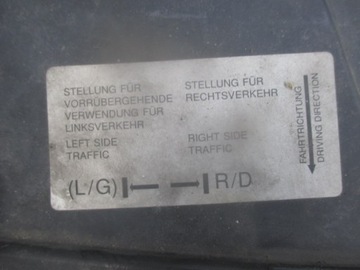 STELLUNG FÜR
VORRÜBERGEHENDE
VERWENDUNG FÜR
LINKSVERKEHR
LEFT SIDE
TRAFFIC
STELLUNG FÜR
RECHTSVERKEHR
RIGHT SIDE
TRAFFIC
(L/G)
R/D
FAHRTRICHTUNG
DRIVING DIRECTION